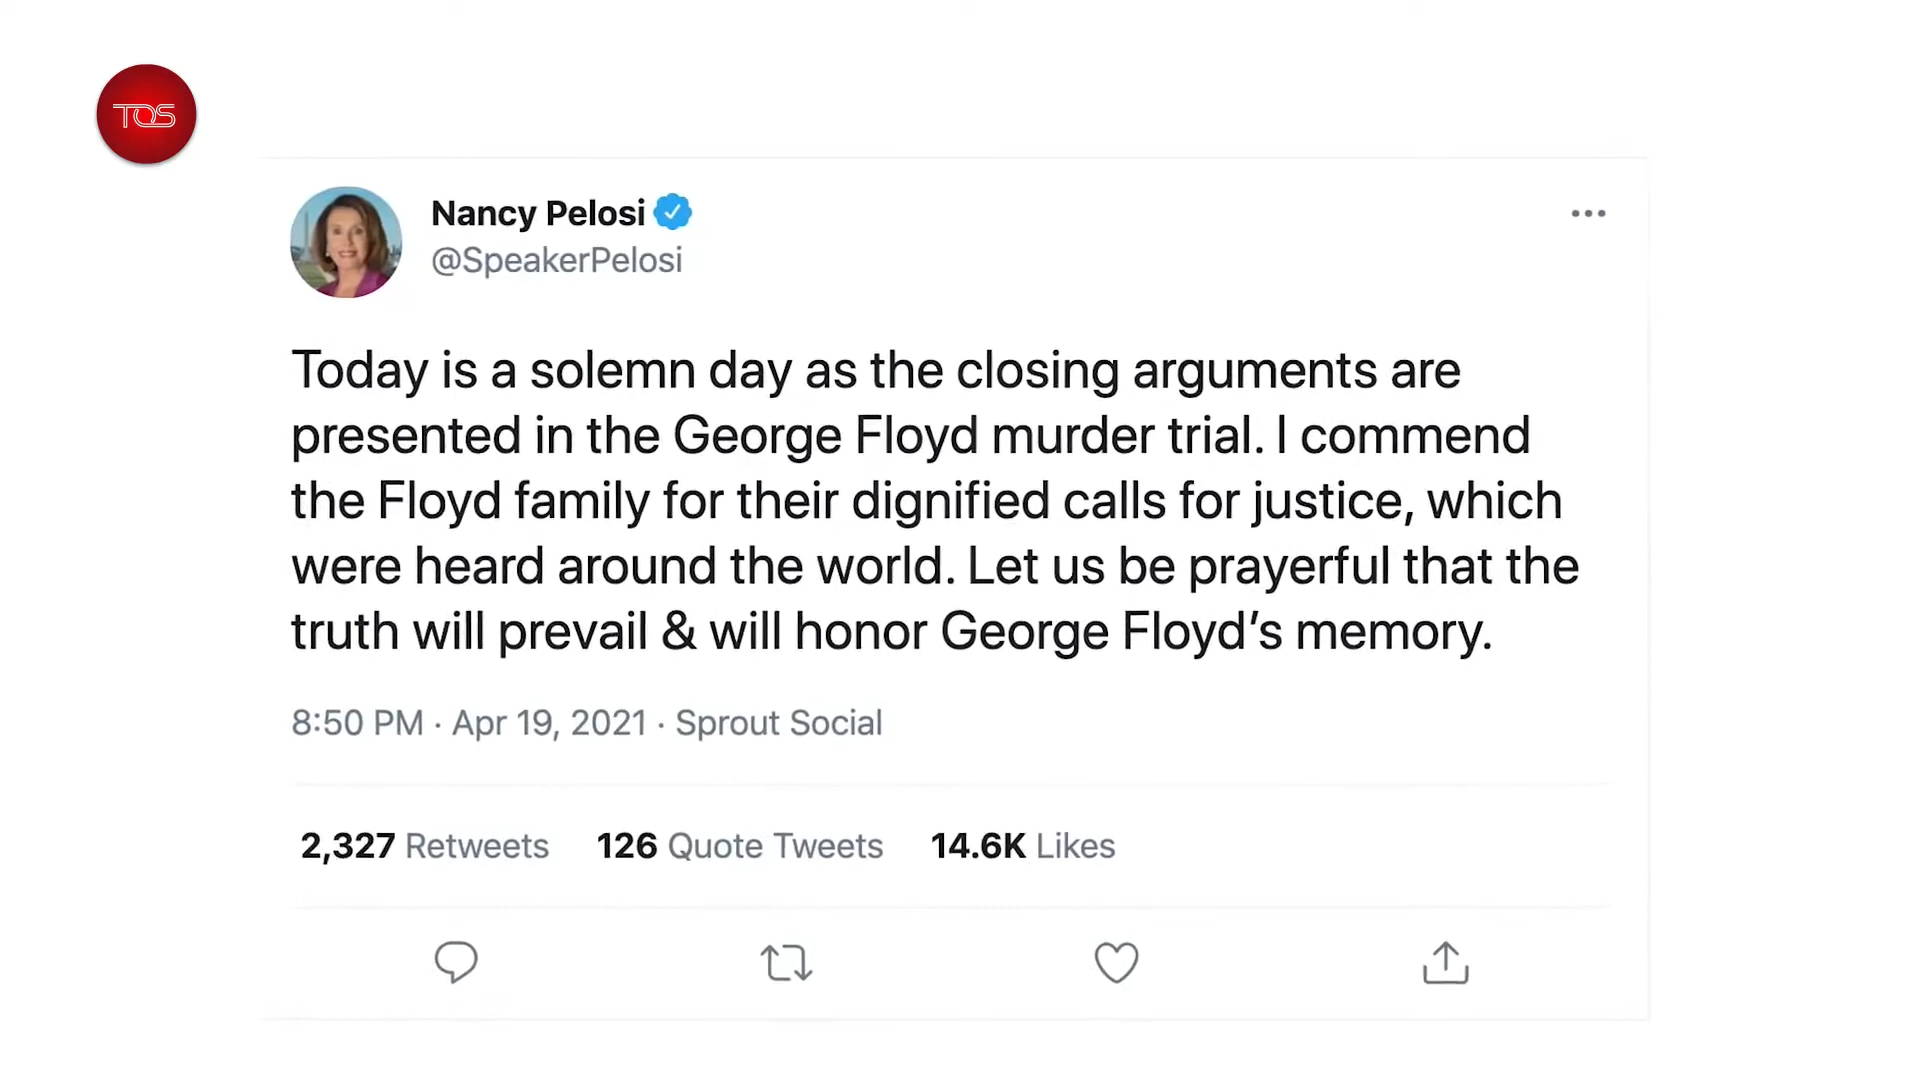 TQS
Nancy Pelosi
@SpeakerPelosi
Today is a solemn day as the closing arguments are
presented in the George Floyd murder trial. I commend
the Floyd family for their dignified calls for justice, which
were heard around the world. Let us be prayerful that the
truth will prevail & will honor George Floyd’s memory.
8:50 PM · Apr 19, 2021 · Sprout Social
2,327 Retweets 126 Quote Tweets 14.6K Likes